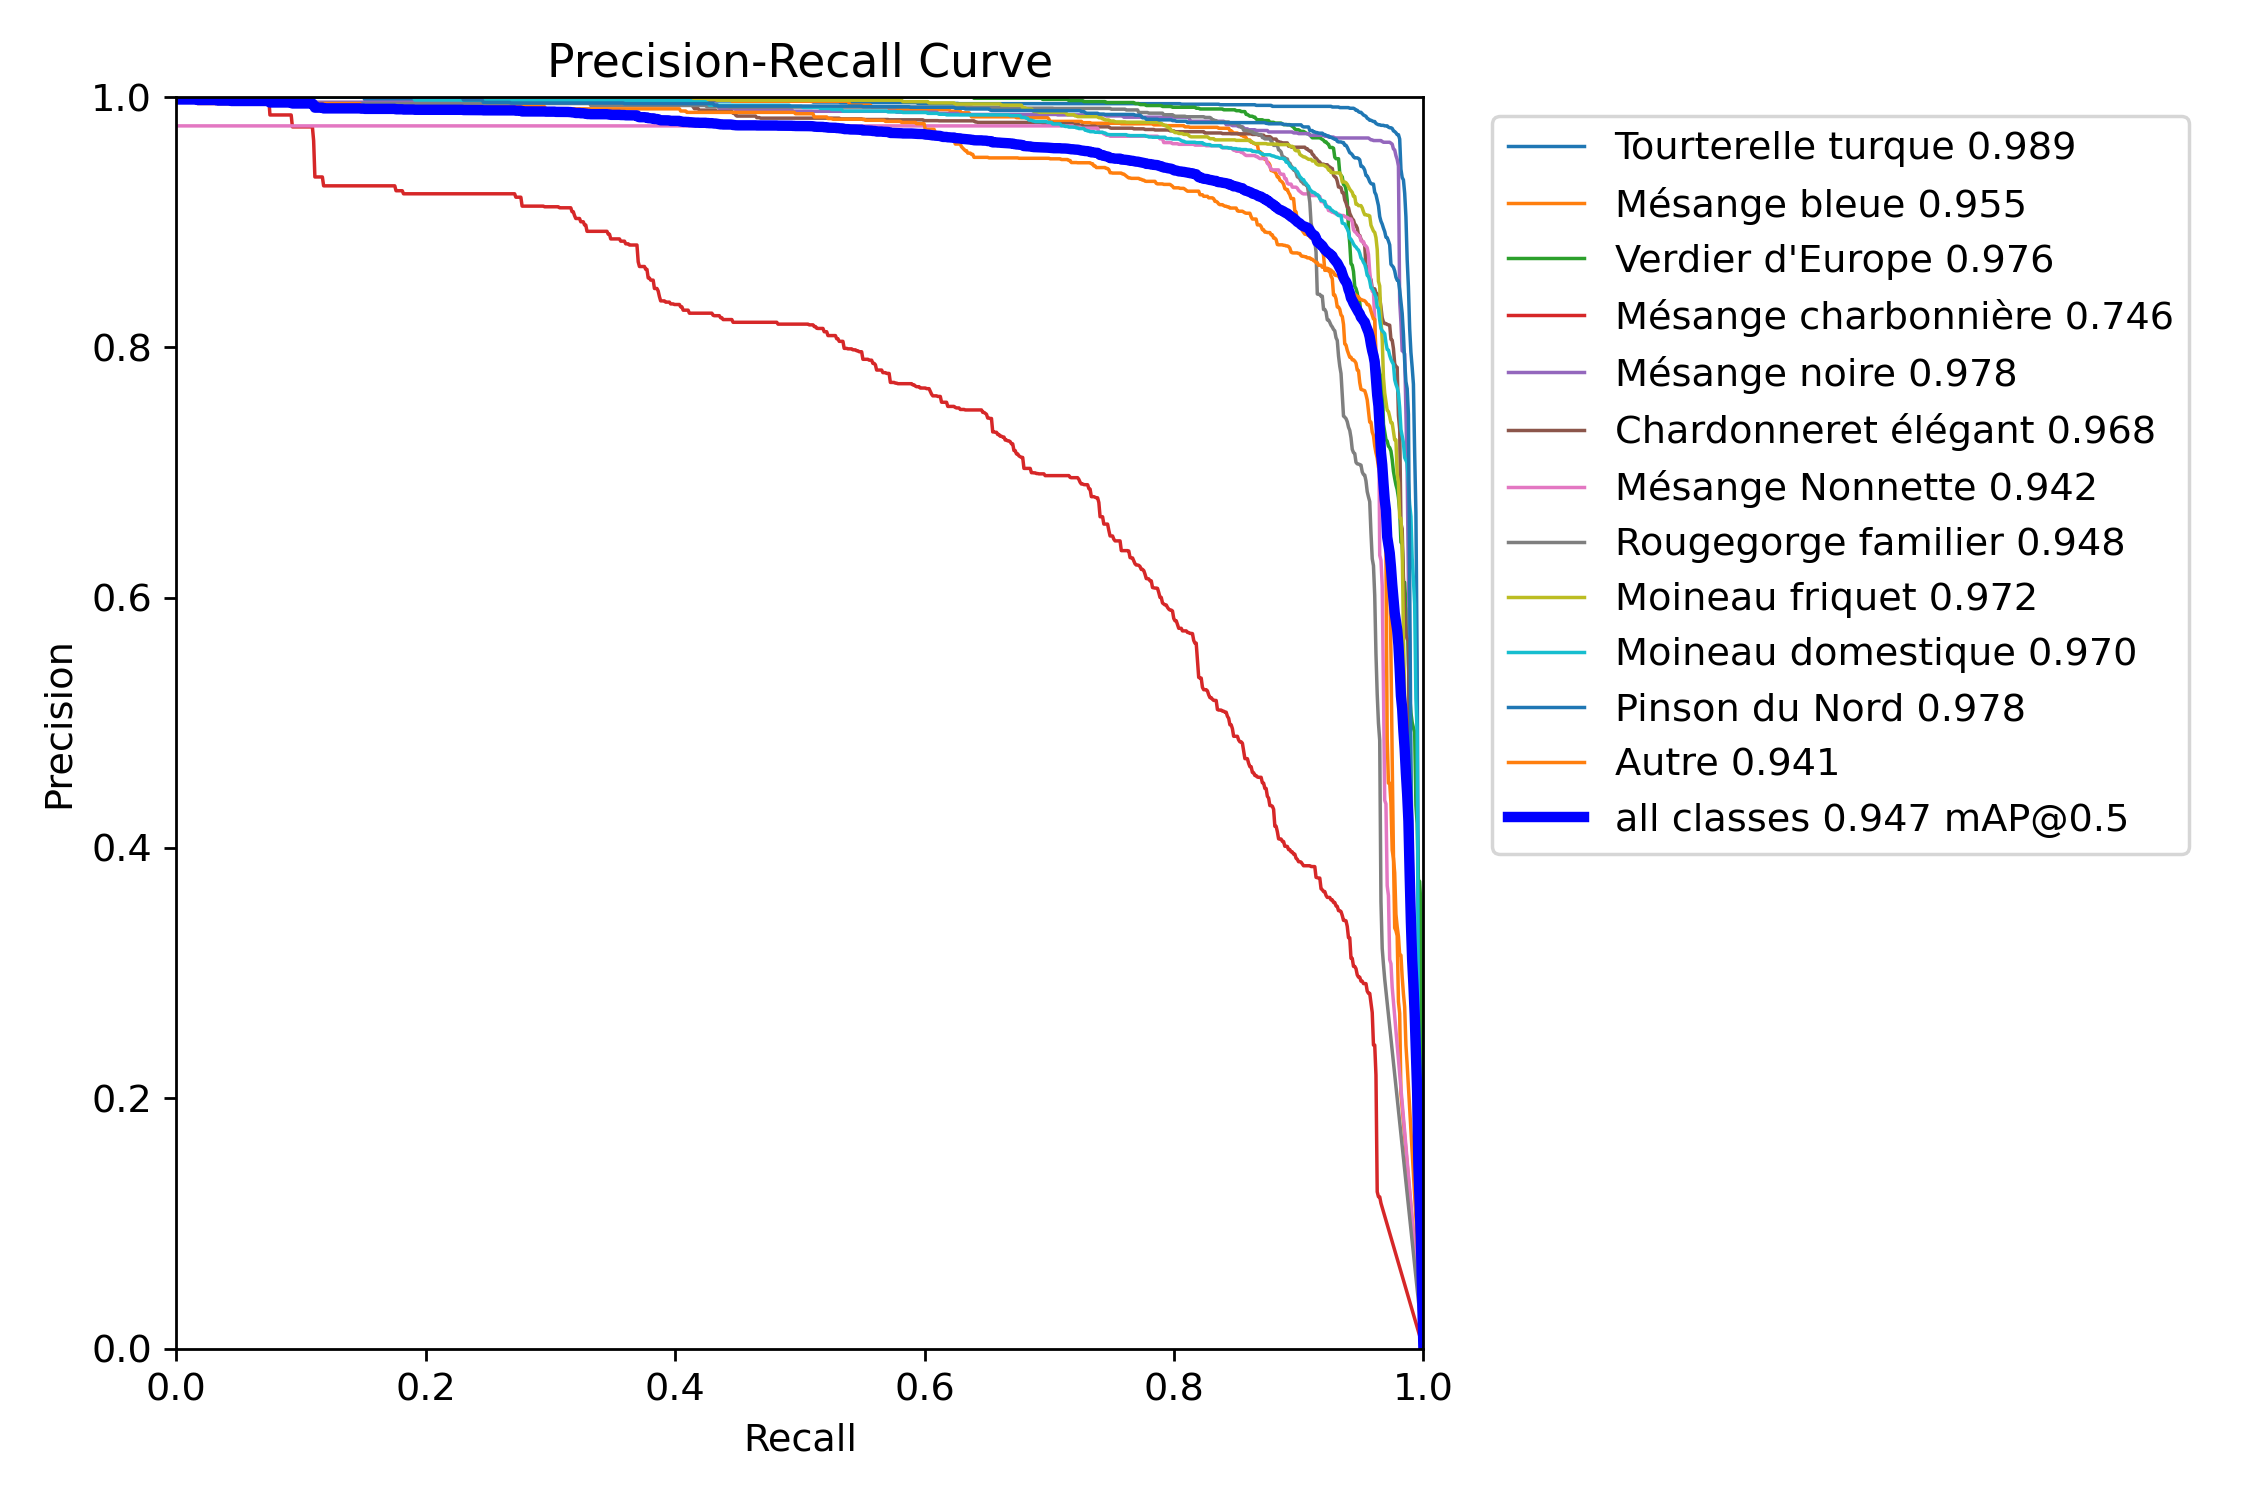 Precision-Recall Curve
1.0
0.8
0.6
0.4
0.2
0.0
Precision
0.0 0.2 0.4 0.6 0.8 1.0
Recall
Tourterelle turque 0.989
Mésange bleue 0.955
Verdier d'Europe 0.976
Mésange charbonnière 0.746
Mésange noire 0.978
Chardonneret élégant 0.968
Mésange Nonnette 0.942
Rougegorge familier 0.948
Moineau friquet 0.972
Moineau domestique 0.970
Pinson du Nord 0.978
Autre 0.941
all classes 0.947 mAP@0.5